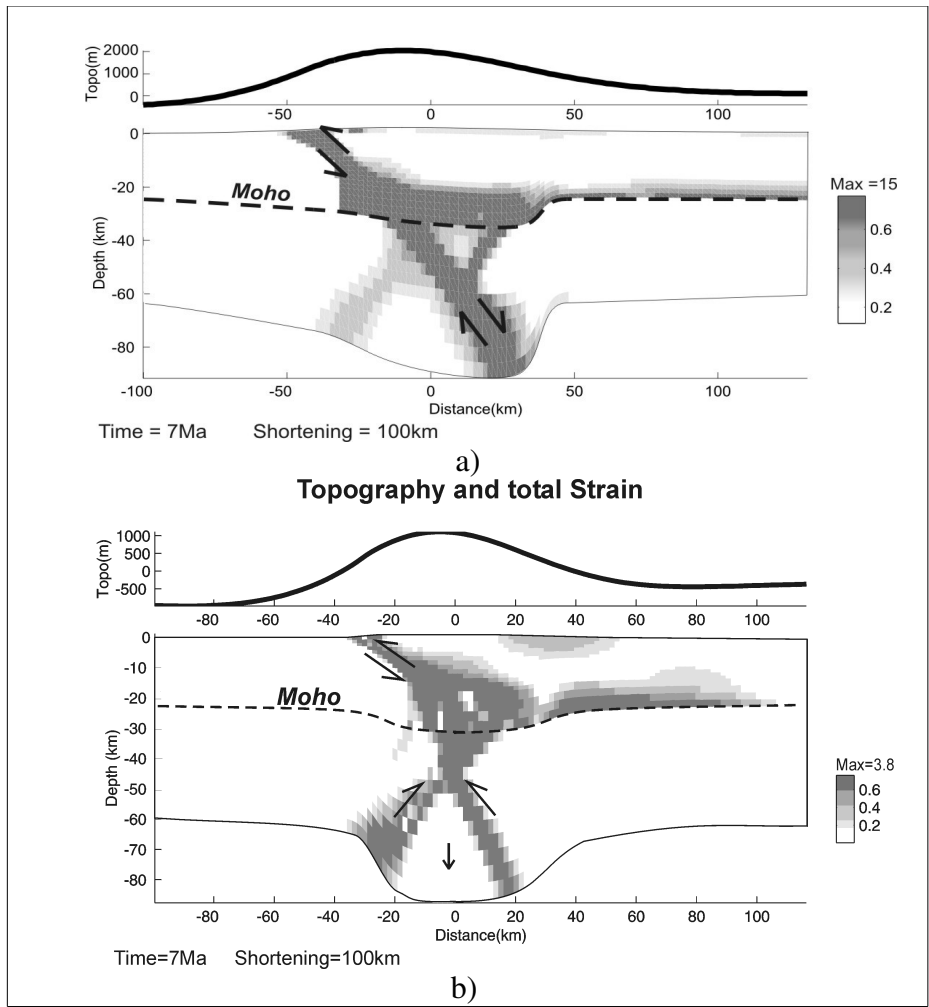 Topo(m)
2000
1000
0
-50 0 50 100
0
-20
-40
-60
-80
Depth (km)
Moho
Max =15
0.6
0.4
0.2
-100 -50 0 50 100
Distance(km)
Time = 7Ma Shortening = 100km
a)
Topography and total Strain
Topo(m)
1000
500
0
-500
-80 -60 -40 -20 0 20 40 60 80 100
0
-10
-20
-30
-40
-50
-60
-70
-80
Depth (km)
Moho
Max=3.8
0.6
0.4
0.2
-80 -60 -40 -20 0 20 40 60 80 100
Distance(km)
Time=7Ma Shortening=100km
b)